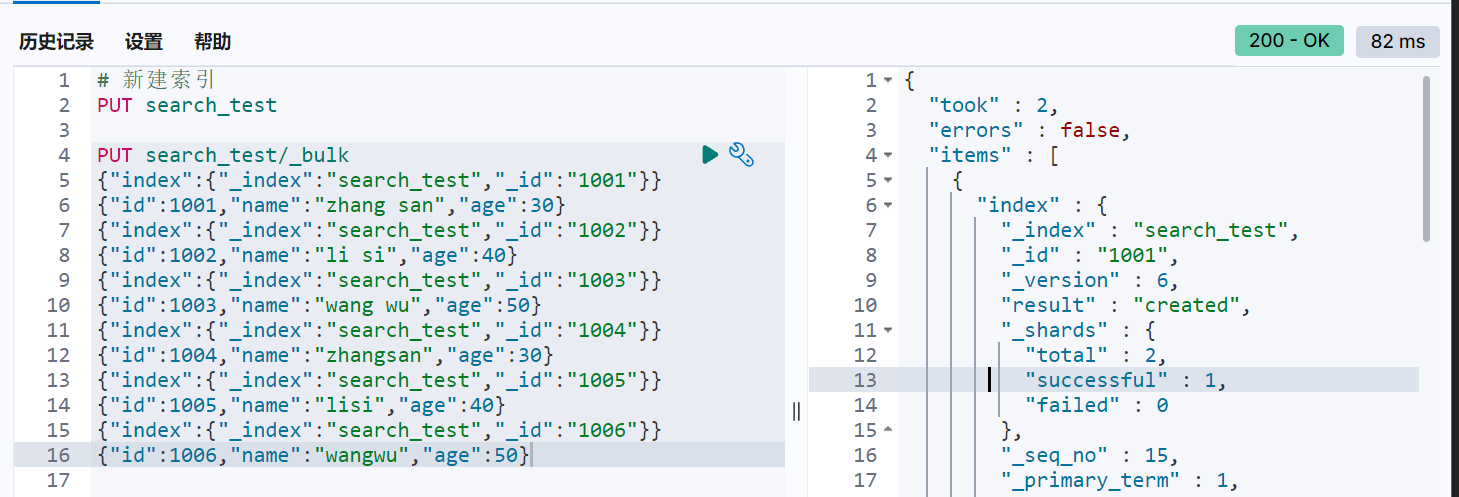 历史记录 设置 帮助 200 - OK 82 ms
1 # 新建索引
2 PUT search_test
3
4 PUT search_test/_bulk
5 {"index":{"_index":"search_test","_id":"1001"}}
6 {"id":1001,"name":"zhang san","age":30}
7 {"index":{"_index":"search_test","_id":"1002"}}
8 {"id":1002,"name":"li si","age":40}
9 {"index":{"_index":"search_test","_id":"1003"}}
10 {"id":1003,"name":"wang wu","age":50}
11 {"index":{"_index":"search_test","_id":"1004"}}
12 {"id":1004,"name":"zhangsan","age":30}
13 {"index":{"_index":"search_test","_id":"1005"}}
14 {"id":1005,"name":"lisi","age":40}
15 {"index":{"_index":"search_test","_id":"1006"}}
16 {"id":1006,"name":"wangwu","age":50}
17
1 {
2 "took" : 2,
3 "errors" : false,
4 "items" : [
5 {
6 "index" : {
7 "_index" : "search_test",
8 "_id" : "1001",
9 "_version" : 6,
10 "result" : "created",
11 "_shards" : {
12 "total" : 2,
13 "successful" : 1,
14 "failed" : 0
15 },
16 "_seq_no" : 15,
17 "_primary_term" : 1,